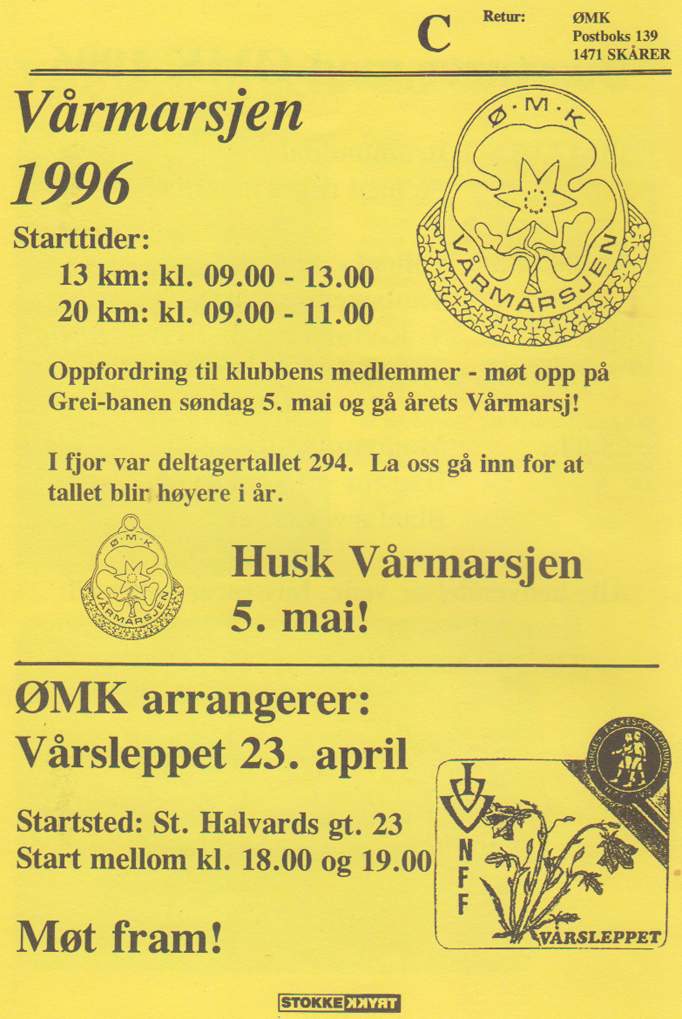 C
Retur: ØMK
Postboks 139
1471 SKÅRER
Vårmarsjen
1996
Ø·M·K
VÅRMARSJEN
Starttider:
13 km: kl. 09.00 - 13.00
20 km: kl. 09.00 - 11.00
Oppfordring til klubbens medlemmer - møt opp på
Grei-banen søndag 5. mai og gå årets Vårmarsj!
I fjor var deltagertallet 294. La oss gå inn for at
tallet blir høyere i år.
Ø·M·K
VÅRMARSJEN
Husk Vårmarsjen
5. mai!
ØMK arrangerer:
Vårsleppet 23. april
Startsted: St. Halvards gt. 23
Start mellom kl. 18.00 og 19.00
Møt fram!
NORGES FOLKESPORTFORBUND
IVV
NFF
VÅRSLEPPET
STOKKE TRYKK